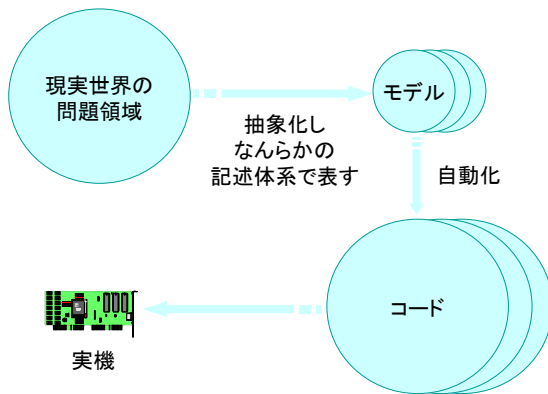 現実世界の
問題領域
モデル
抽象化し
なんらかの
記述体系で表す
自動化
コード
実機